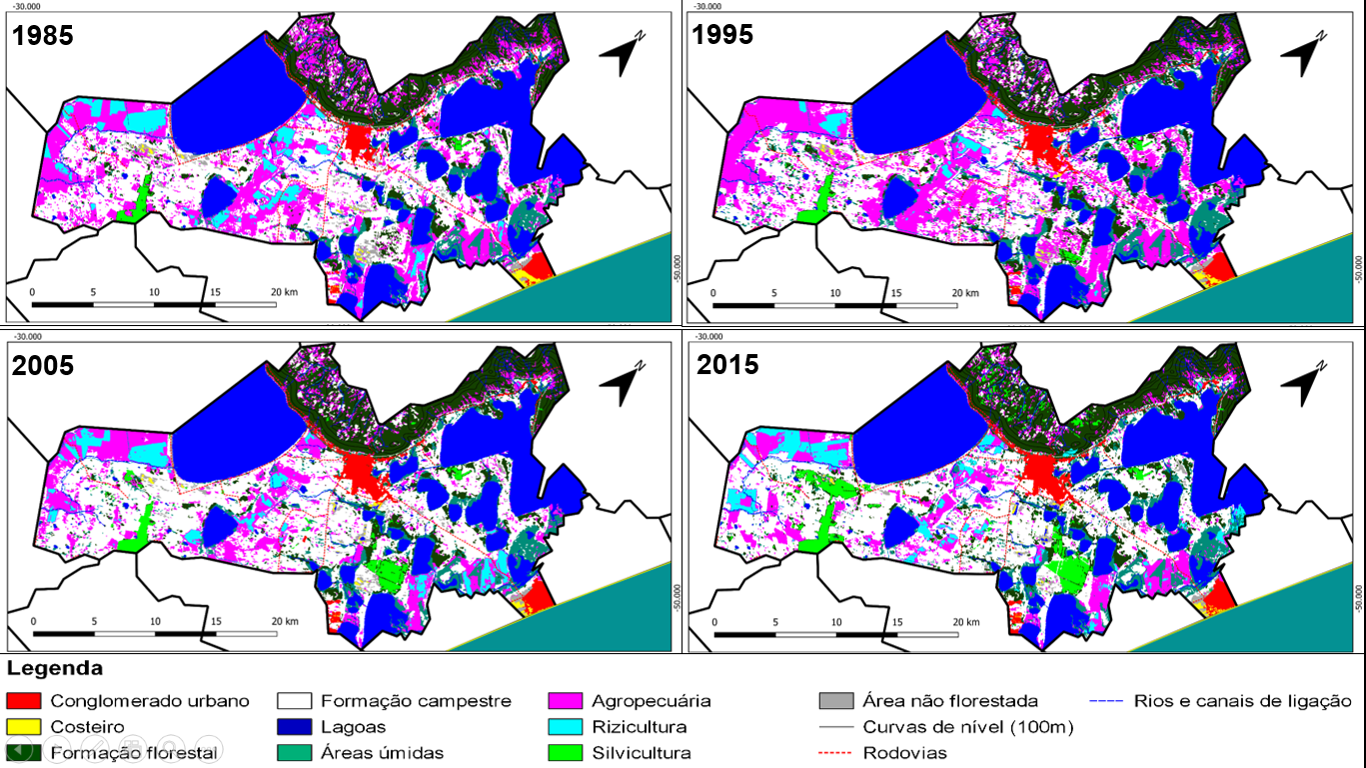 -30.000
1985
N
-50.000
0 5 10 15 20 km
-30.000
1995
N
-50.000
0 5 10 15 20 km
-30.000
2005
N
-50.000
0 5 10 15 20 km
-30.000
2015
N
-50.000
0 5 10 15 20 km
Legenda
Conglomerado urbano Formação campestre Agropecuária Área não florestada Rios e canais de ligação
Costeiro Lagoas Rizicultura Curvas de nível (100m)
Formação florestal Áreas úmidas Silvicultura Rodovias